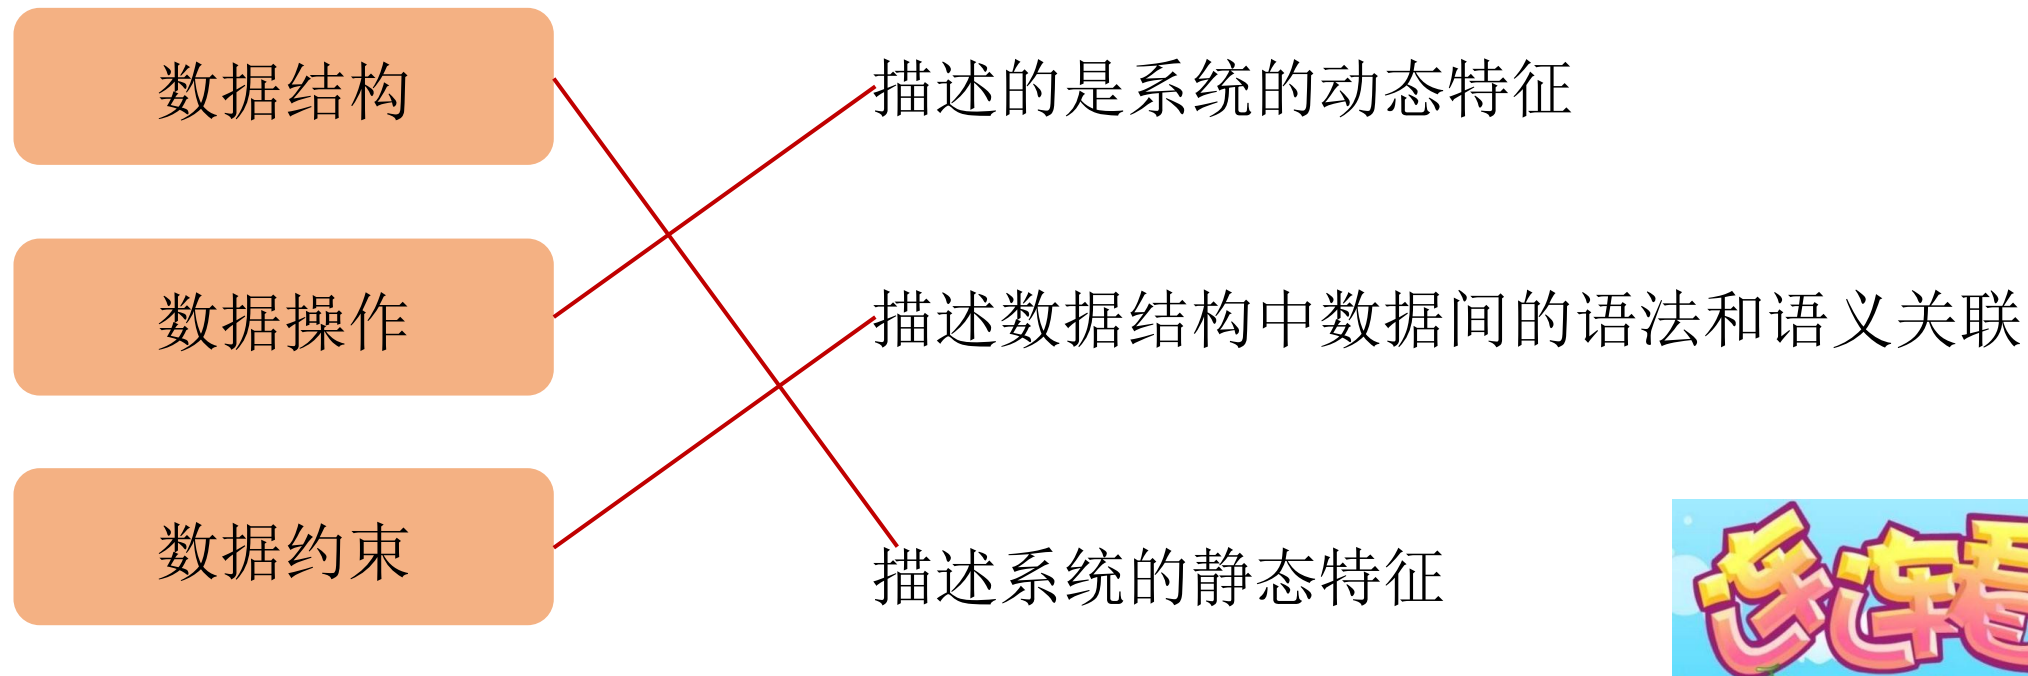 数据结构
描述的是系统的动态特征
数据操作
描述数据结构中数据间的语法和语义关联
数据约束
描述系统的静态特征
连连看